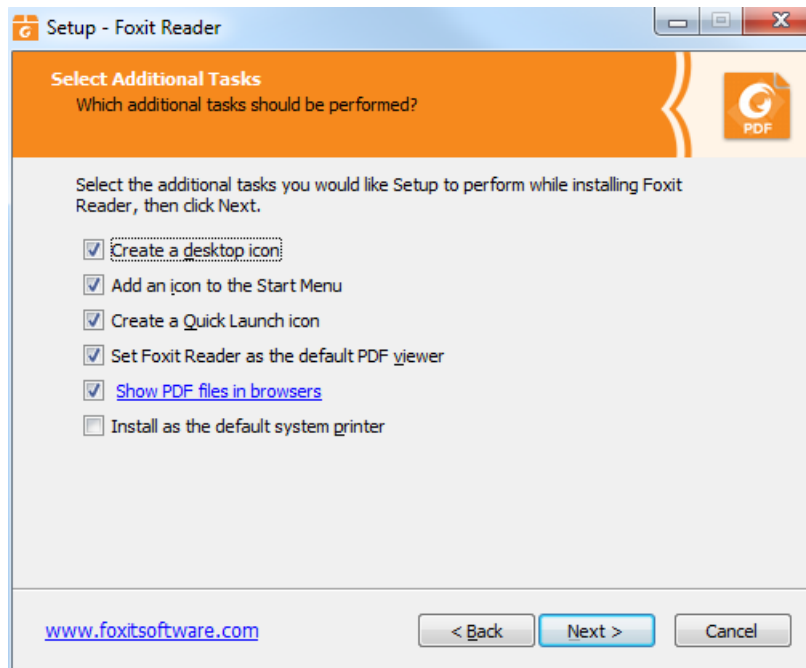 Setup - Foxit Reader
Select Additional Tasks
Which additional tasks should be performed?
PDF
Select the additional tasks you would like Setup to perform while installing Foxit
Reader, then click Next.
Create a desktop icon
Add an icon to the Start Menu
Create a Quick Launch icon
Set Foxit Reader as the default PDF viewer
Show PDF files in browsers
Install as the default system printer
www.foxitsoftware.com
< Back
Next >
Cancel